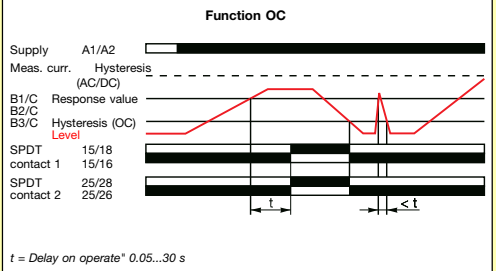 Function OC
Supply A1/A2
Meas. curr. Hysteresis
(AC/DC)
B1/C Response value
B2/C
B3/C Hysteresis (OC)
Level
SPDT 15/18
contact 1 15/16
SPDT 25/28
contact 2 25/26
t < t
t = Delay on operate" 0.05...30 s